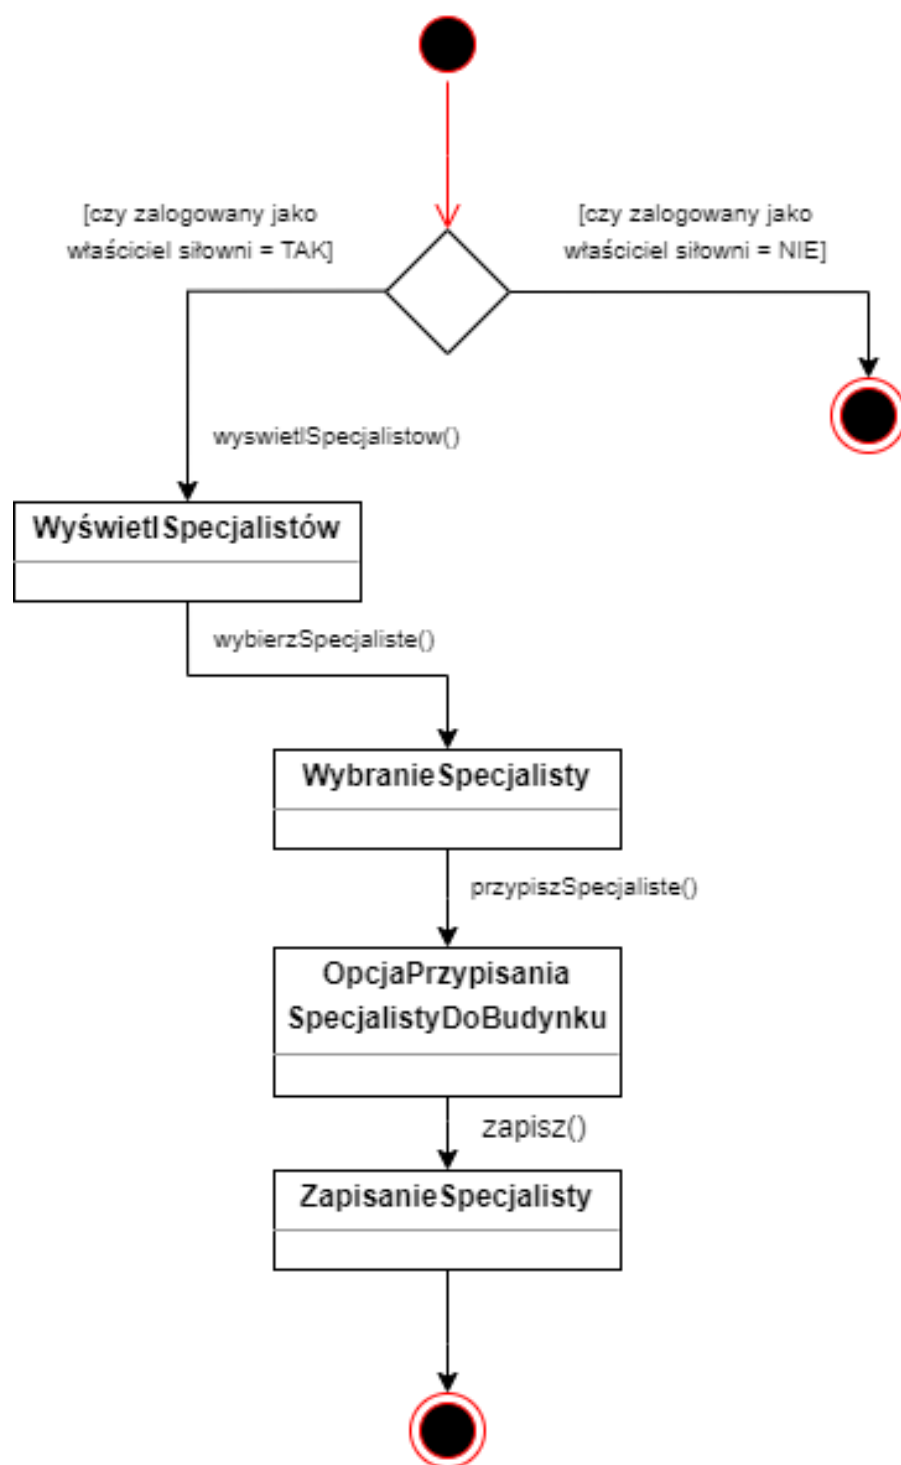 [czy zalogowany jako
właściciel siłowni = TAK]
[czy zalogowany jako
właściciel siłowni = NIE]
wyswietlSpecjalistow()
WyświetlSpecjalistów
wybierzSpecjaliste()
WybranieSpecjalisty
przypiszSpecjaliste()
OpcjaPrzypisania
SpecjalistyDoBudynku
zapisz()
ZapisanieSpecjalisty